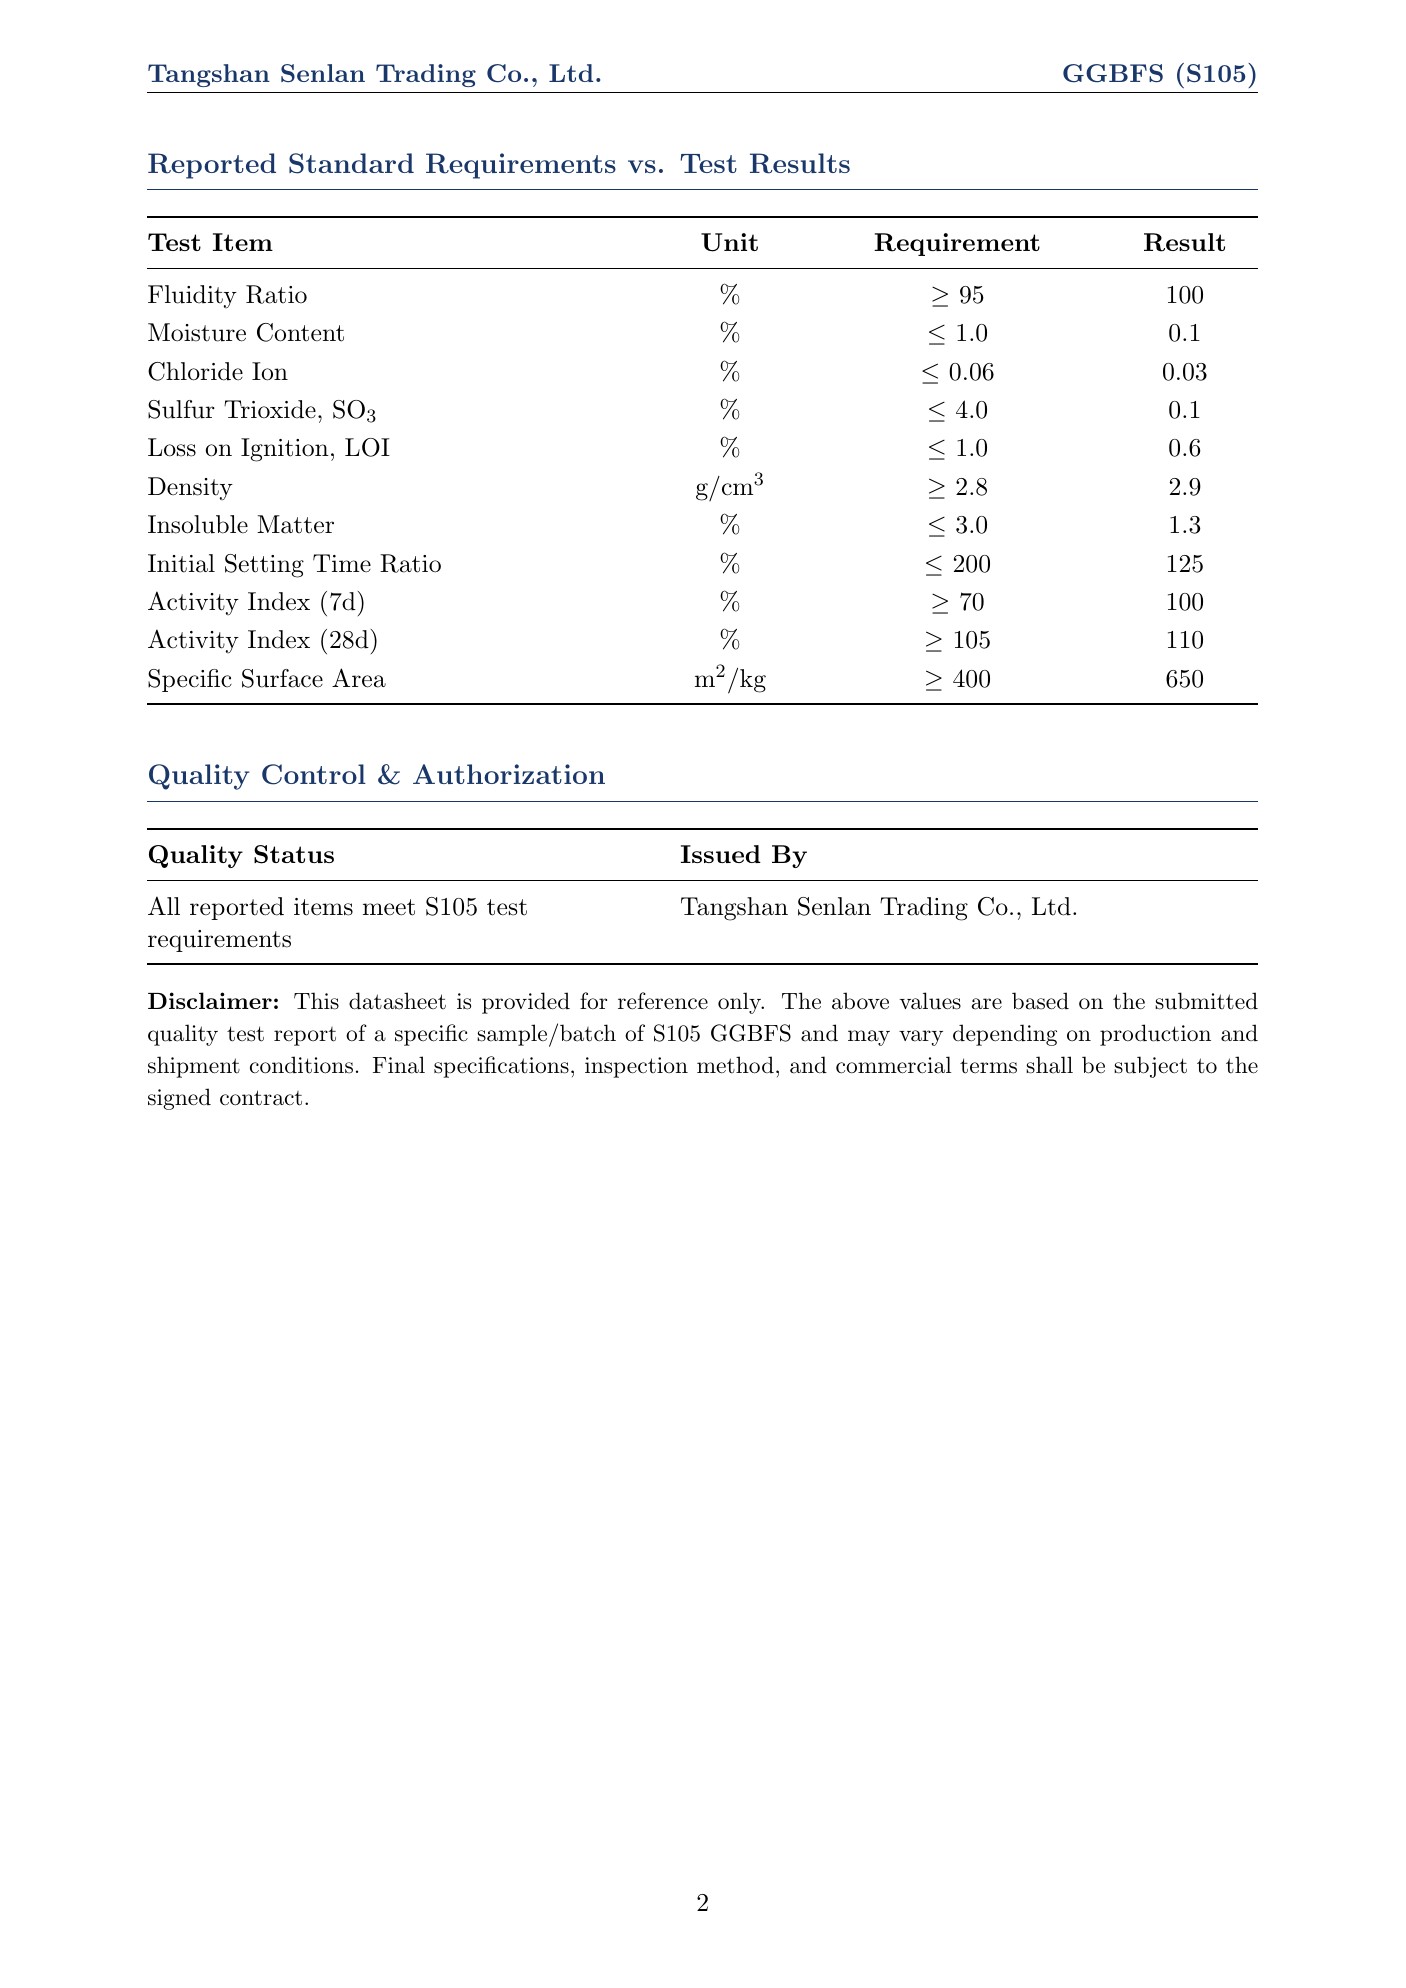 Tangshan Senlan Trading Co., Ltd. GGBFS (S105)
Reported Standard Requirements vs. Test Results
Test Item Unit Requirement Result
Fluidity Ratio % ≥ 95 100
Moisture Content % ≤ 1.0 0.1
Chloride Ion % ≤ 0.06 0.03
Sulfur Trioxide, SO₃ % ≤ 4.0 0.1
Loss on Ignition, LOI % ≤ 1.0 0.6
Density g/cm³ ≥ 2.8 2.9
Insoluble Matter % ≤ 3.0 1.3
Initial Setting Time Ratio % ≤ 200 125
Activity Index (7d) % ≥ 70 100
Activity Index (28d) % ≥ 105 110
Specific Surface Area m²/kg ≥ 400 650
Quality Control & Authorization
Quality Status Issued By
All reported items meet S105 test Tangshan Senlan Trading Co., Ltd.
requirements
Disclaimer: This datasheet is provided for reference only. The above values are based on the submitted
quality test report of a specific sample/batch of S105 GGBFS and may vary depending on production and
shipment conditions. Final specifications, inspection method, and commercial terms shall be subject to the
signed contract.
2